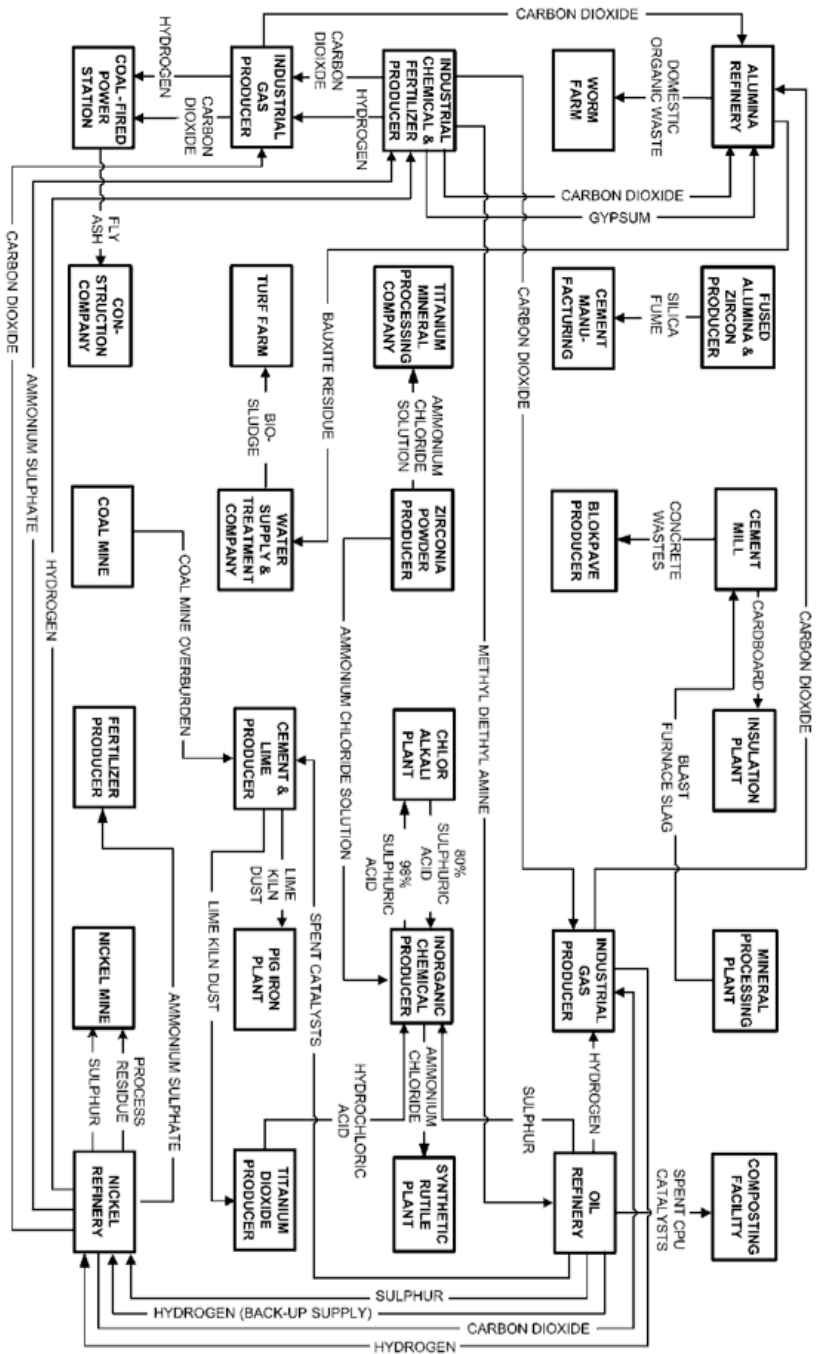 CARBON DIOXIDE
CARBON DIOXIDE
ALUMINA
REFINERY
CEMENT
MILL
CARDBOARD
INSULATION
PLANT
BLAST
FURNACE SLAG
MINERAL
PROCESSING
PLANT
COMPOSTING
FACILITY
DOMESTIC
ORGANIC WASTE
FUSED
ALUMINA &
ZIRCON
PRODUCER
SILICA
FUME
CONCRETE
WASTES
SPENT CPU
CATALYSTS
WORM
FARM
CEMENT
MANU-
FACTURING
BLOKPAVE
PRODUCER
INDUSTRIAL
GAS
PRODUCER
HYDROGEN
OIL
REFINERY
CARBON DIOXIDE
CARBON DIOXIDE
GYPSUM
METHYL DIETHYL AMINE
SULPHUR
INDUSTRIAL
CHEMICAL &
FERTILIZER
PRODUCER
TITANIUM
MINERAL
PROCESSING
COMPANY
AMMONIUM
CHLORIDE
SOLUTION
ZIRCONIA
POWDER
PRODUCER
CHLOR
ALKALI
PLANT
80%
SULPHURIC
ACID
98%
SULPHURIC
ACID
INORGANIC
CHEMICAL
PRODUCER
AMMONIUM
CHLORIDE
SYNTHETIC
RUTILE
PLANT
HYDROGEN
CARBON
DIOIXDE
BAUXITE RESIDUE
AMMONIUM CHLORIDE SOLUTION
HYDROCHLORIC
ACID
SPENT CATALYSTS
INDUSTRIAL
GAS
PRODUCER
TURF FARM
BIO-
SLUDGE
WATER
SUPPLY &
TREATMENT
COMPANY
CEMENT &
LIME
PRODUCER
LIME
KILN
DUST
PIG IRON
PLANT
LIME KILN DUST
TITANIUM
DIOXIDE
PRODUCER
CARBON
DIOXIDE
HYDROGEN
COAL MINE OVERBURDEN
AMMONIUM SULPHATE
COAL -FIRED
POWER
STATION
FLY
ASH
CON-
STRUCTION
COMPANY
COAL MINE
FERTILIZER
PRODUCER
NICKEL MINE
PROCESS
RESIDUE
SULPHUR
NICKEL
REFINERY
SULPHUR
HYDROGEN (BACK-UP SUPPLY)
CARBON DIOXIDE
HYDROGEN
HYDROGEN
AMMONIUM SULPHATE
CARBON DIOXIDE